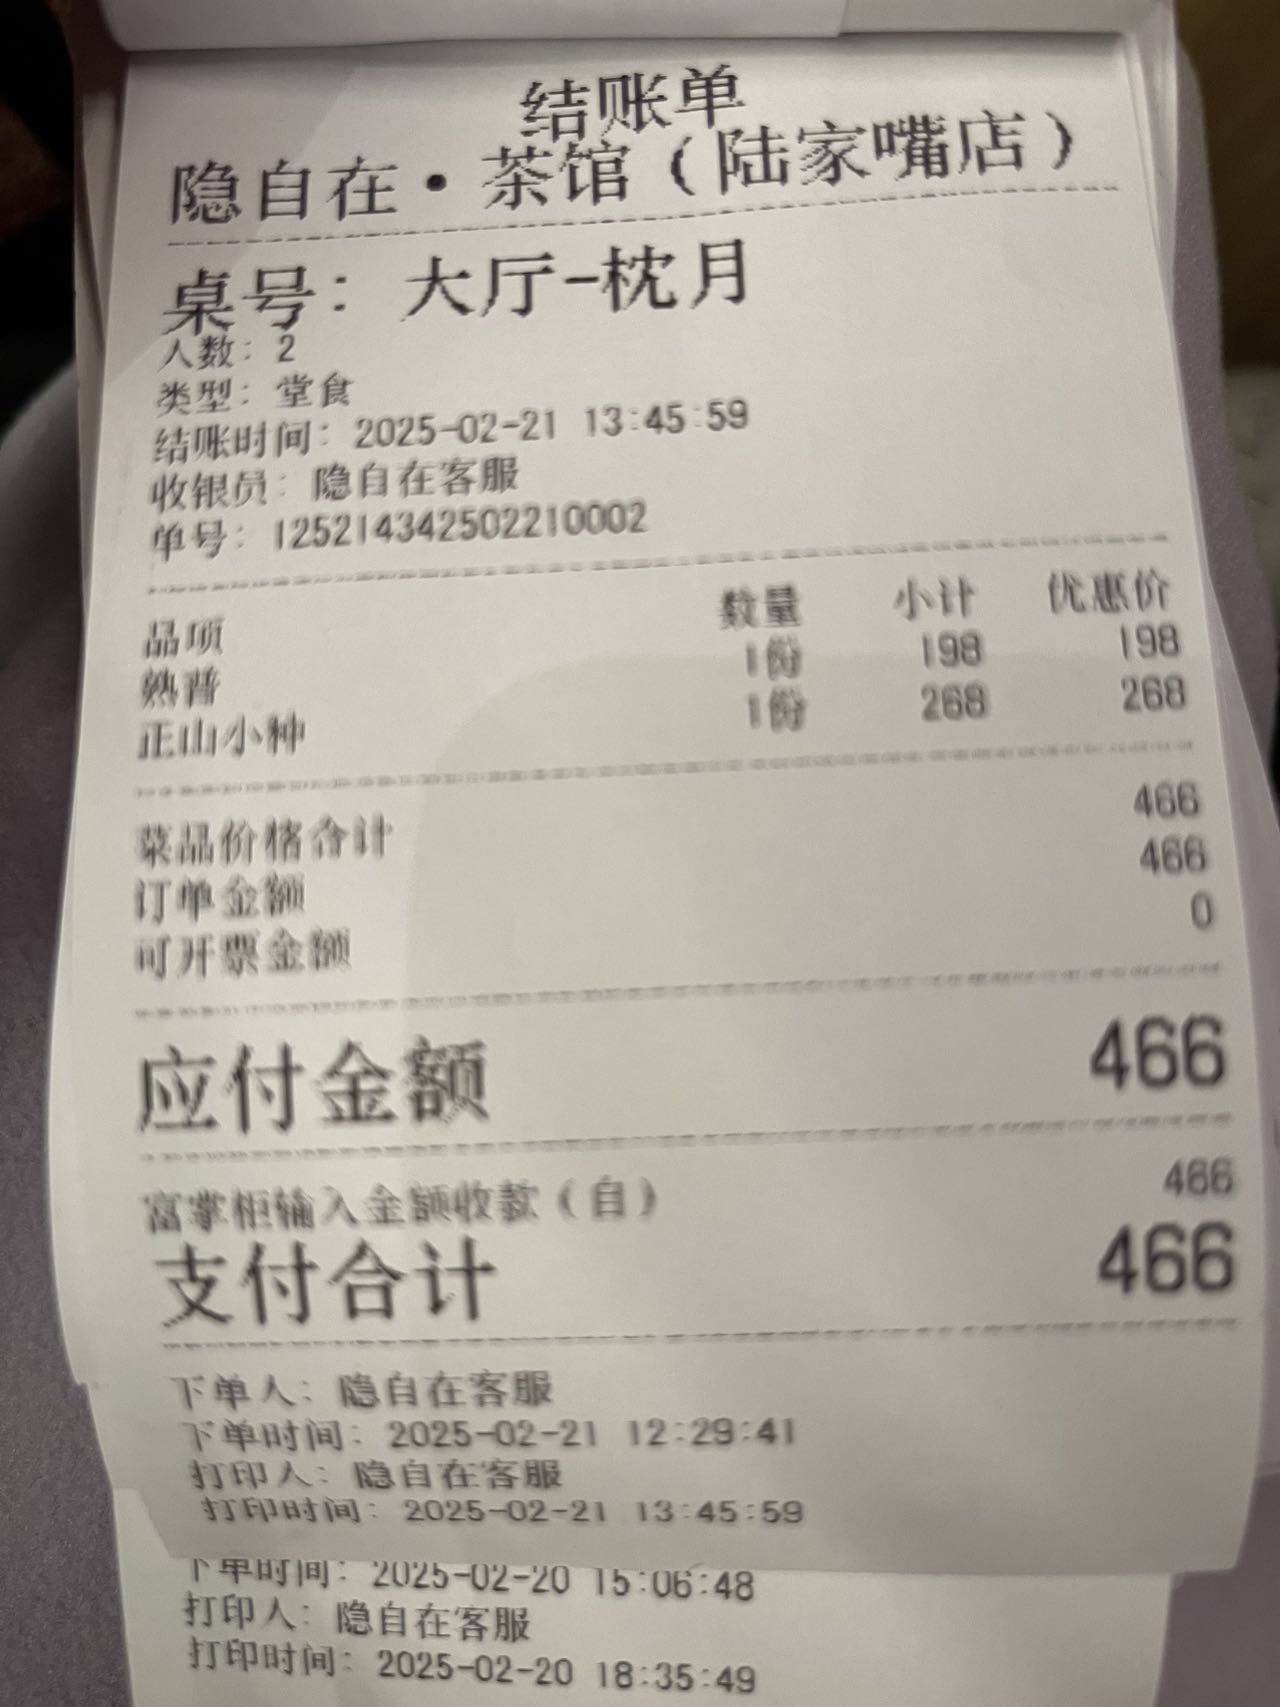 结账单
隐自在·茶馆（陆家嘴店）
桌号： 大厅-枕月
人数：2
类型：堂食
结账时间：2025-02-21 13:45:59
收银员：隐自在客服
单号：1252143425022​10002
品项 数量 小计 优惠价
熟普 1份 198 198
正山小种 1份 268 268
菜品价格合计 466
订单金额 466
可开票金额 0
应付金额 466
富掌柜输入金额收款（自） 466
支付合计 466
下单人：隐自在客服
下单时间：2025-02-21 12:29:41
打印人：隐自在客服
打印时间：2025-02-21 13:45:59
下单时间：2025-02-20 15:06:48
打印人：隐自在客服
打印时间：2025-02-20 18:35:49